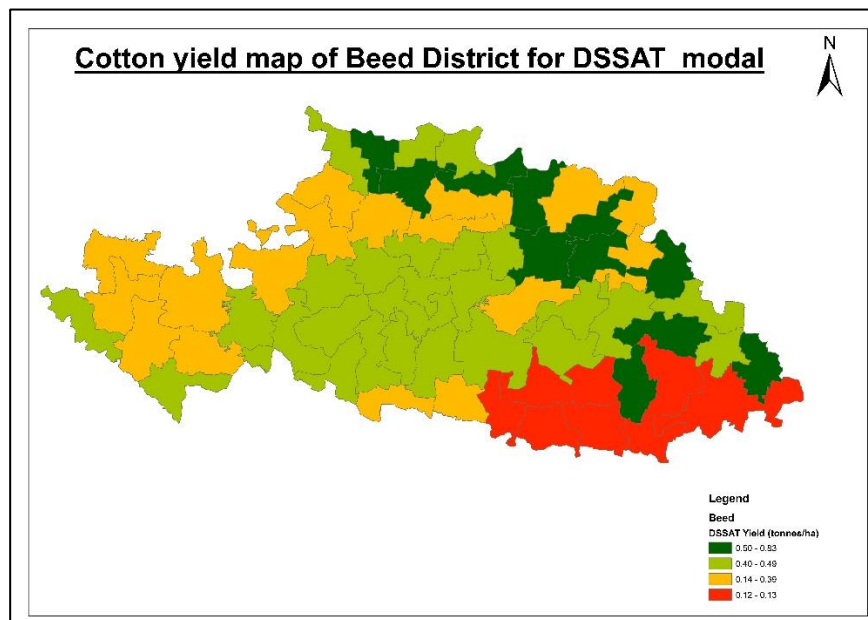 Cotton yield map of Beed District for DSSAT modal
N
Legend
Beed
DSSAT Yield (tonnes/ha)
0.50 - 0.83
0.40 - 0.49
0.14 - 0.39
0.12 - 0.13